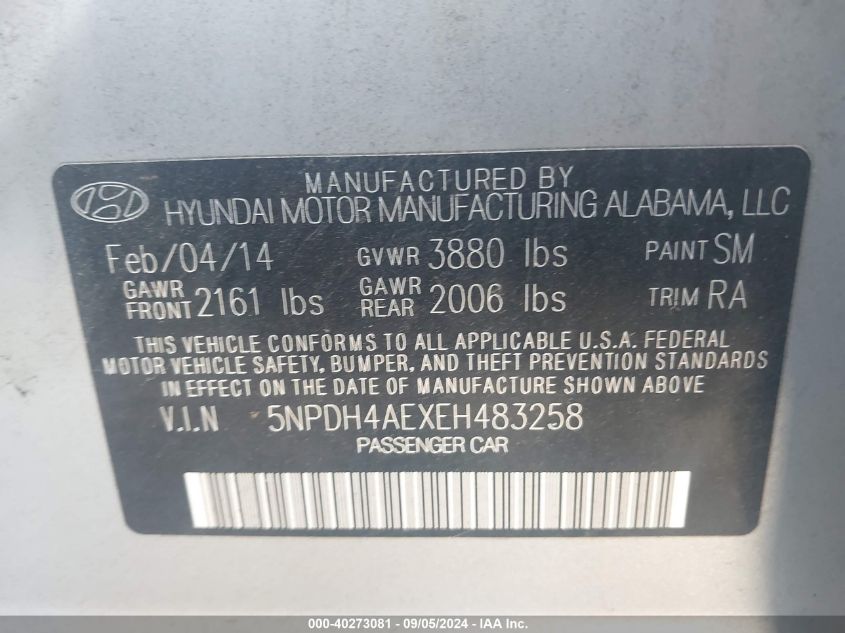 MANUFACTURED BY
HYUNDAI MOTOR MANUFACTURING ALABAMA, LLC
Feb/04/14 GVWR 3880 lbs PAINT SM
GAWR FRONT 2161 lbs GAWR REAR 2006 lbs TRIM RA
THIS VEHICLE CONFORMS TO ALL APPLICABLE U.S.A. FEDERAL
MOTOR VEHICLE SAFETY, BUMPER, AND THEFT PREVENTION STANDARDS
IN EFFECT ON THE DATE OF MANUFACTURE SHOWN ABOVE
V.I.N 5NPDH4AEXEH483258
PASSENGER CAR
000-40273081 - 09/05/2024 - IAA Inc.